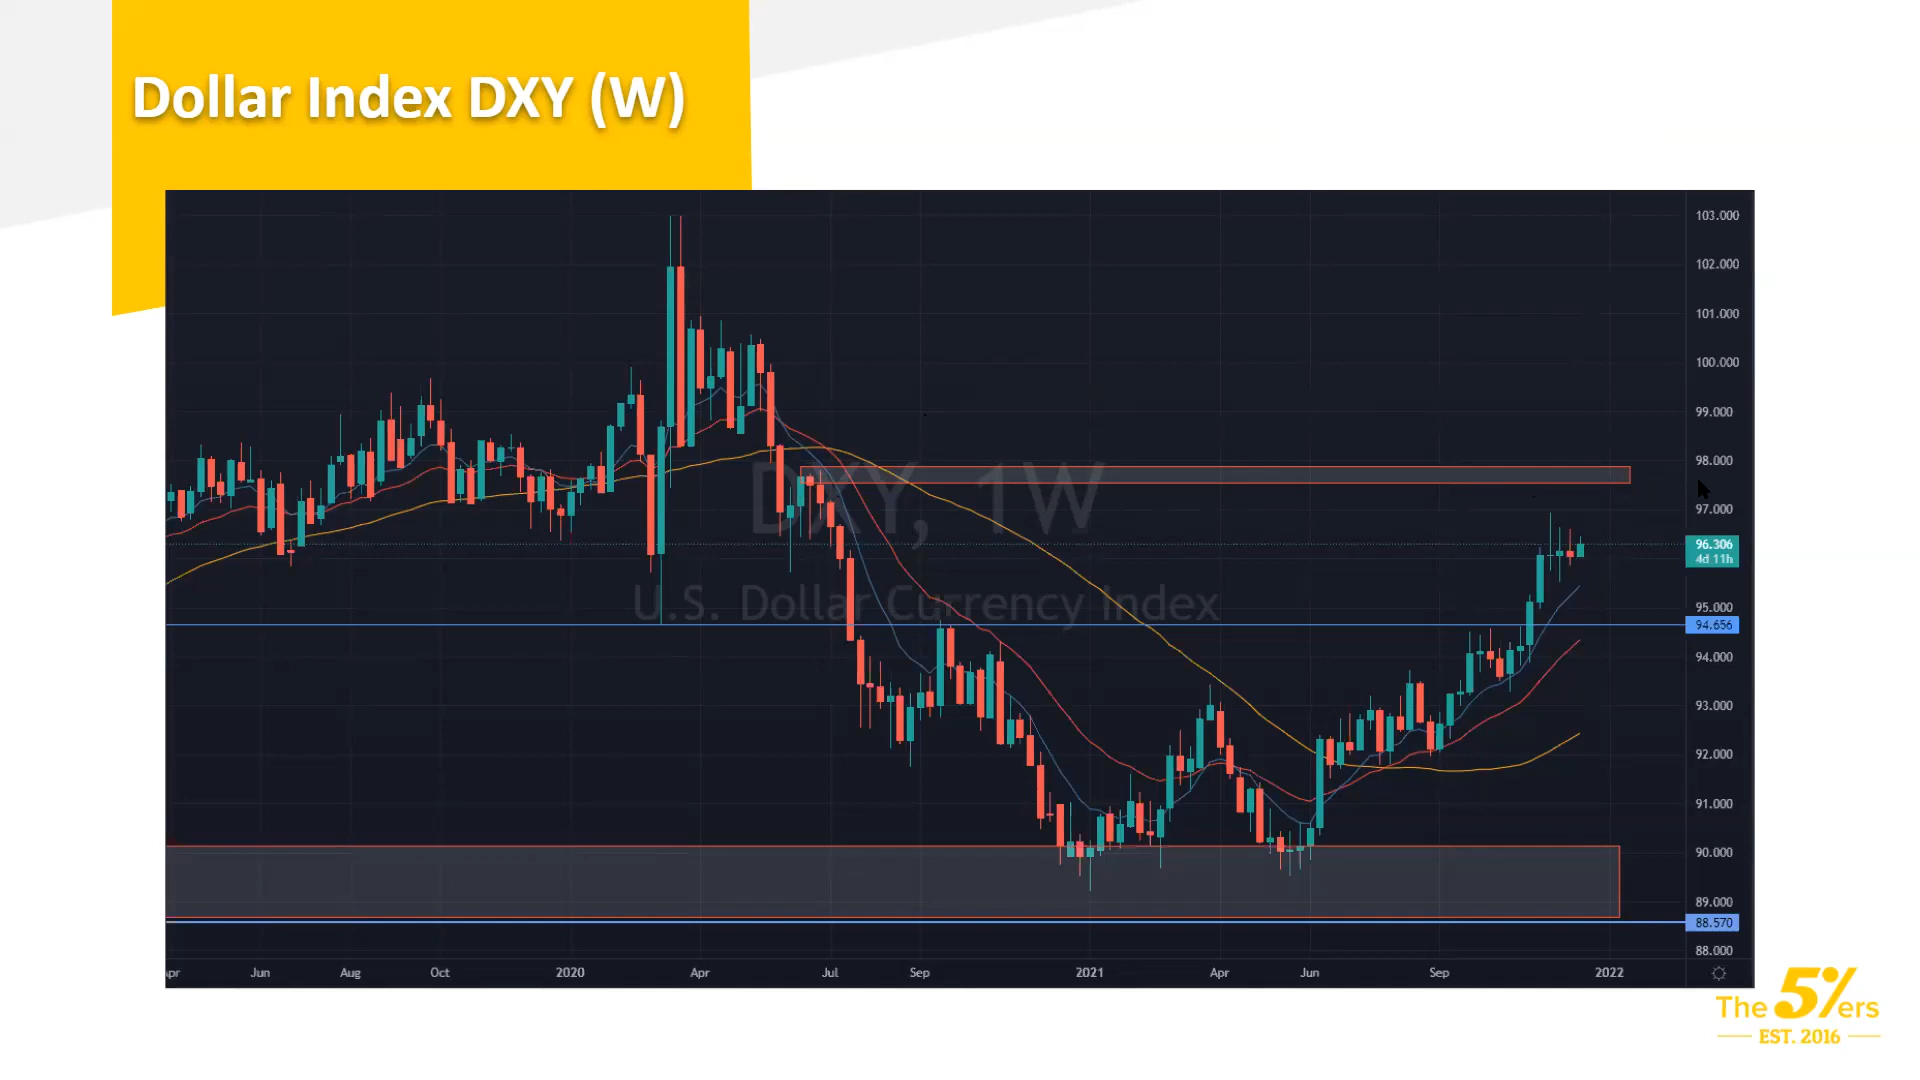 Dollar Index DXY (W)
DXY, 1W
U.S. Dollar Currency Index
103.000
102.000
101.000
100.000
99.000
98.000
97.000
96.306
4d 11h
95.000
94.656
94.000
93.000
92.000
91.000
90.000
89.000
88.570
88.000
pr Jun Aug Oct 2020 Apr Jul Sep 2021 Apr Jun Sep 2022
The 5%ers
EST. 2016